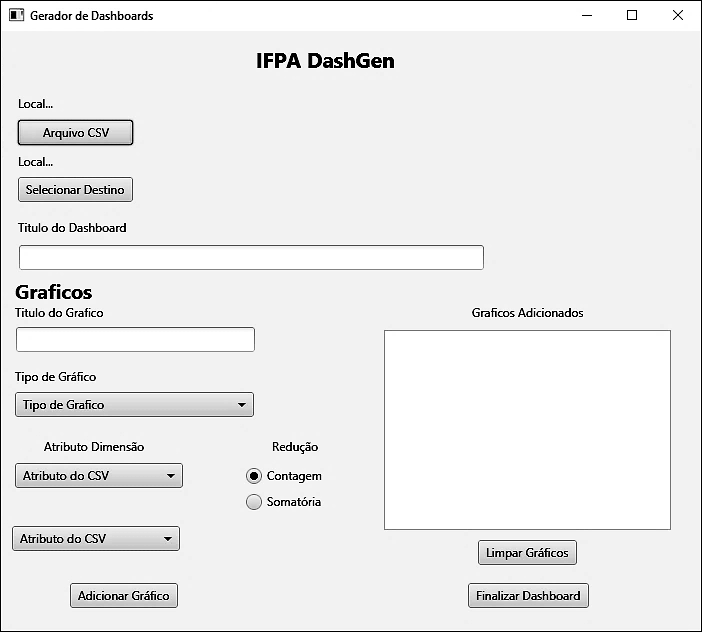 Gerador de Dashboards
IFPA DashGen
Local...
Arquivo CSV
Local...
Selecionar Destino
Titulo do Dashboard
Graficos
Titulo do Grafico
Graficos Adicionados
Tipo de Gráfico
Tipo de Grafico
Atributo Dimensão
Redução
Atributo do CSV
Contagem
Somatória
Atributo do CSV
Limpar Gráficos
Adicionar Gráfico
Finalizar Dashboard